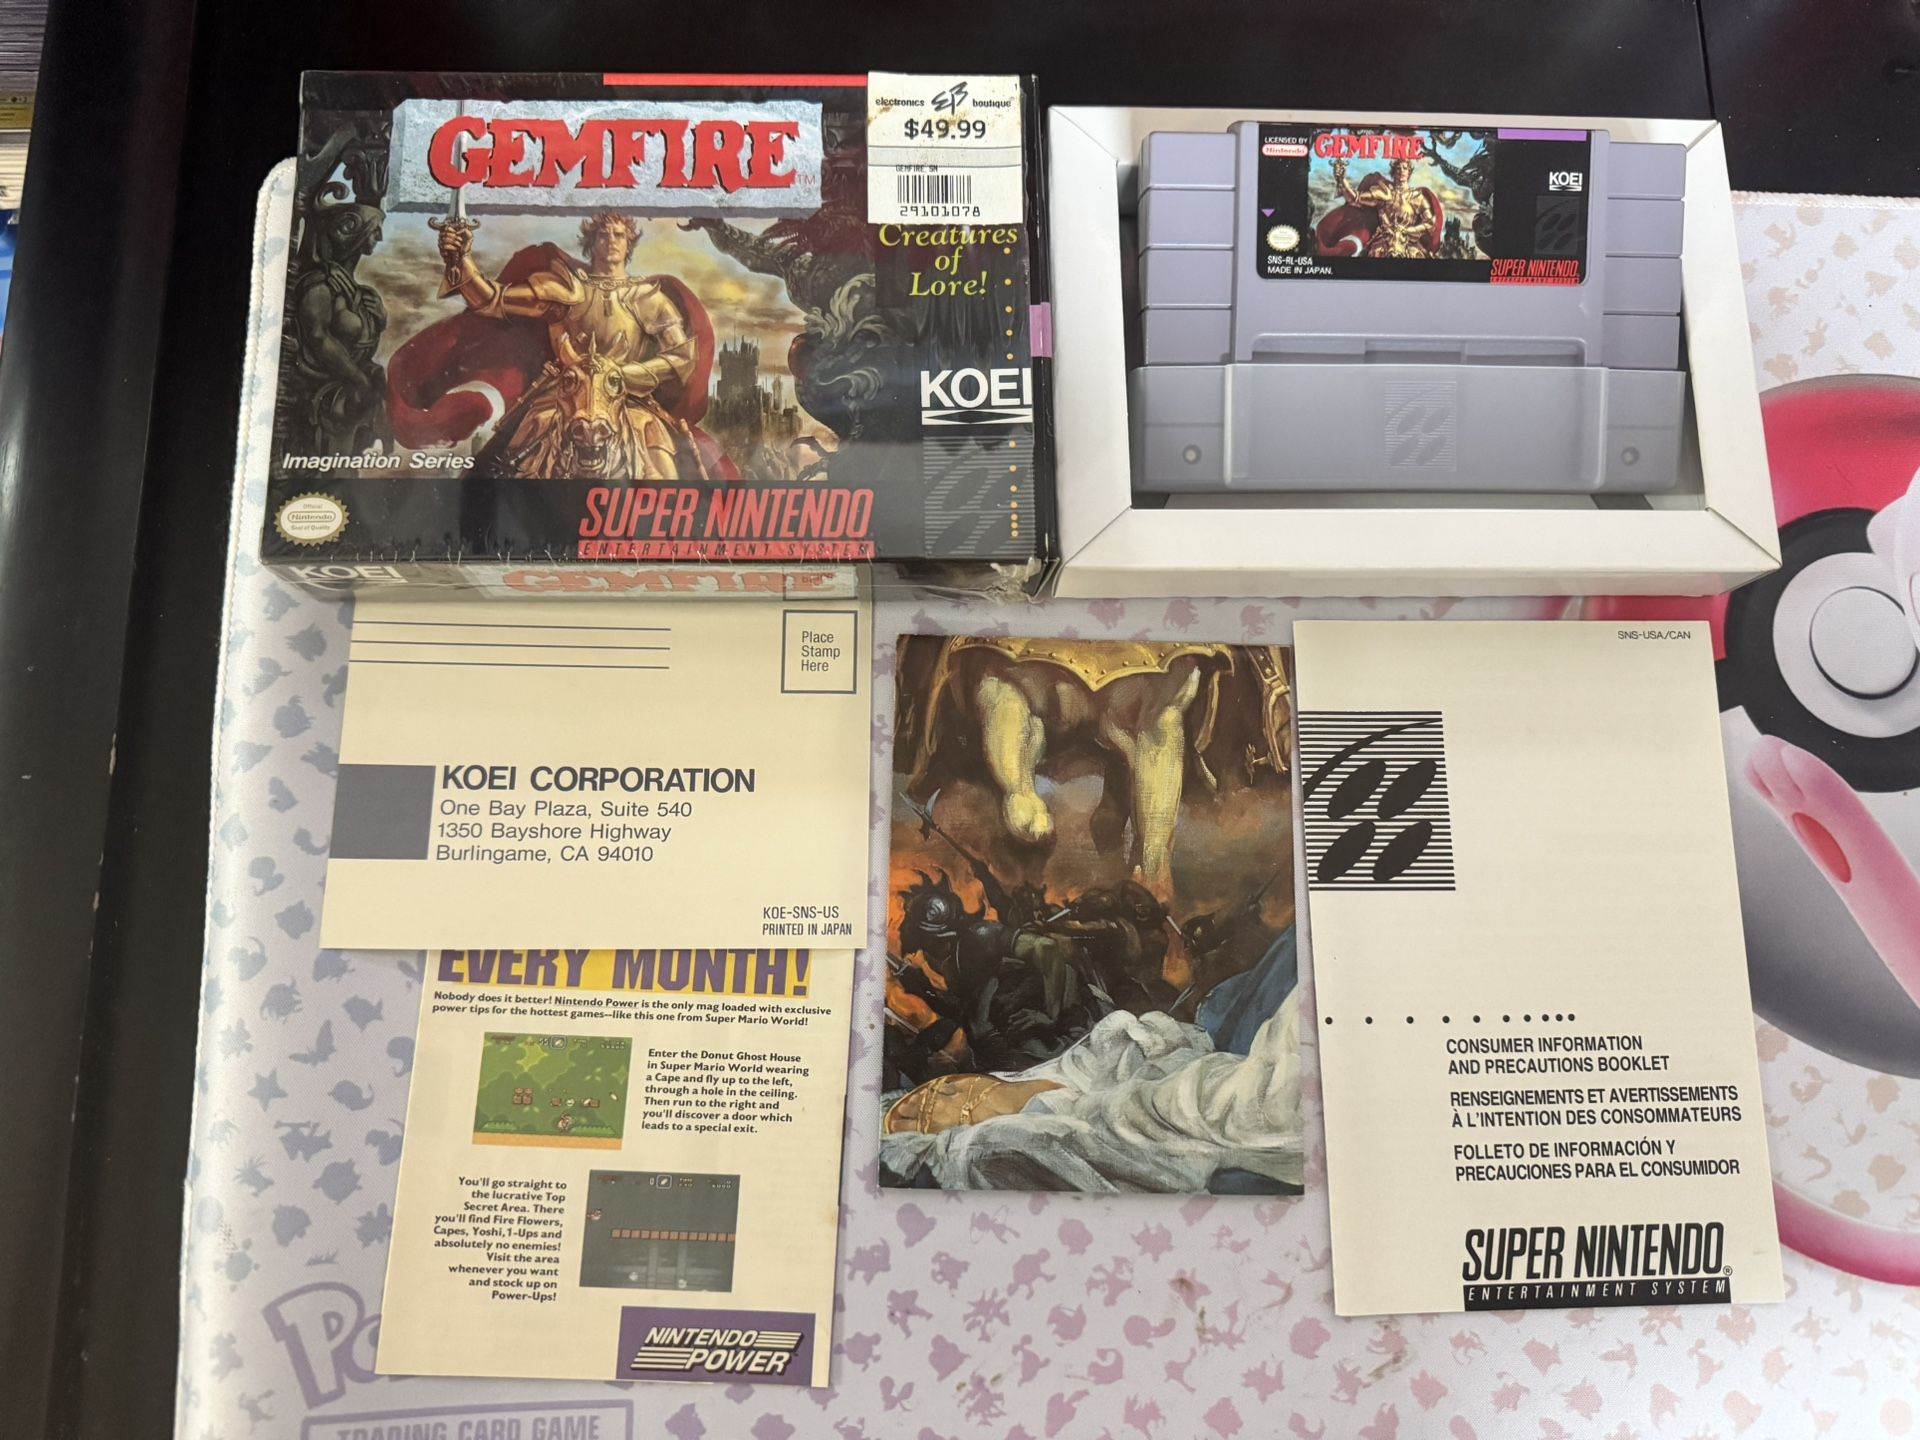 GEMFIRE™
electronics EB boutique
$49.99
GEMFIRE SN
29101078
Creatures
of
Lore!
KOEI
Imagination Series
Official
Nintendo
Seal of Quality
SUPER NINTENDO
ENTERTAINMENT SYSTEM
KOEI
GEMFIRE
LICENSED BY
Nintendo
GEMFIRE
KOEI
SNS-RL-USA
MADE IN JAPAN.
SUPER NINTENDO
ENTERTAINMENT SYSTEM
Place
Stamp
Here
KOEI CORPORATION
One Bay Plaza, Suite 540
1350 Bayshore Highway
Burlingame, CA 94010
KOE-SNS-US
PRINTED IN JAPAN
EVERY MONTH!
Nobody does it better! Nintendo Power is the only mag loaded with exclusive
power tips for the hottest games--like this one from Super Mario World!
Enter the Donut Ghost House
in Super Mario World wearing
a Cape and fly up to the left,
through a hole in the ceiling.
Then run to the right and
you'll discover a door which
leads to a special exit.
You'll go straight to
the lucrative Top
Secret Area. There
you'll find Fire Flowers,
Capes, Yoshi, 1-Ups and
absolutely no enemies!
Visit the area
whenever you want
and stock up on
Power-Ups!
NINTENDO
POWER
SNS-USA/CAN
CONSUMER INFORMATION
AND PRECAUTIONS BOOKLET
RENSEIGNEMENTS ET AVERTISSEMENTS
À L'INTENTION DES CONSOMMATEURS
FOLLETO DE INFORMACIÓN Y
PRECAUCIONES PARA EL CONSUMIDOR
SUPER NINTENDO®
ENTERTAINMENT SYSTEM
TRADING CARD GAME